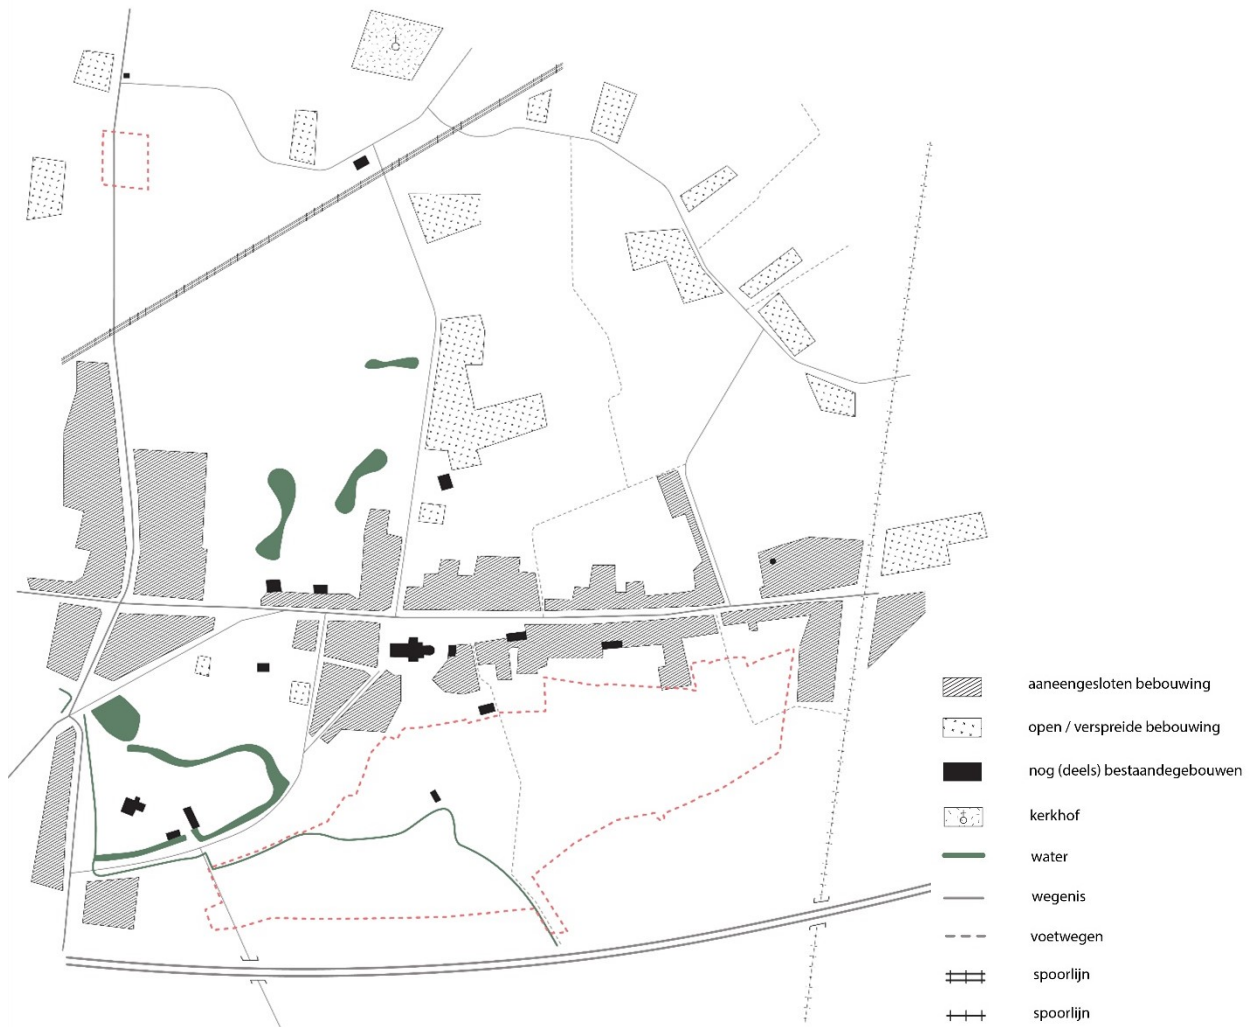 aaneengesloten bebouwing
open / verspreide bebouwing
nog (deels) bestaandegebouwen
kerkhof
water
wegenis
voetwegen
spoorlijn
spoorlijn